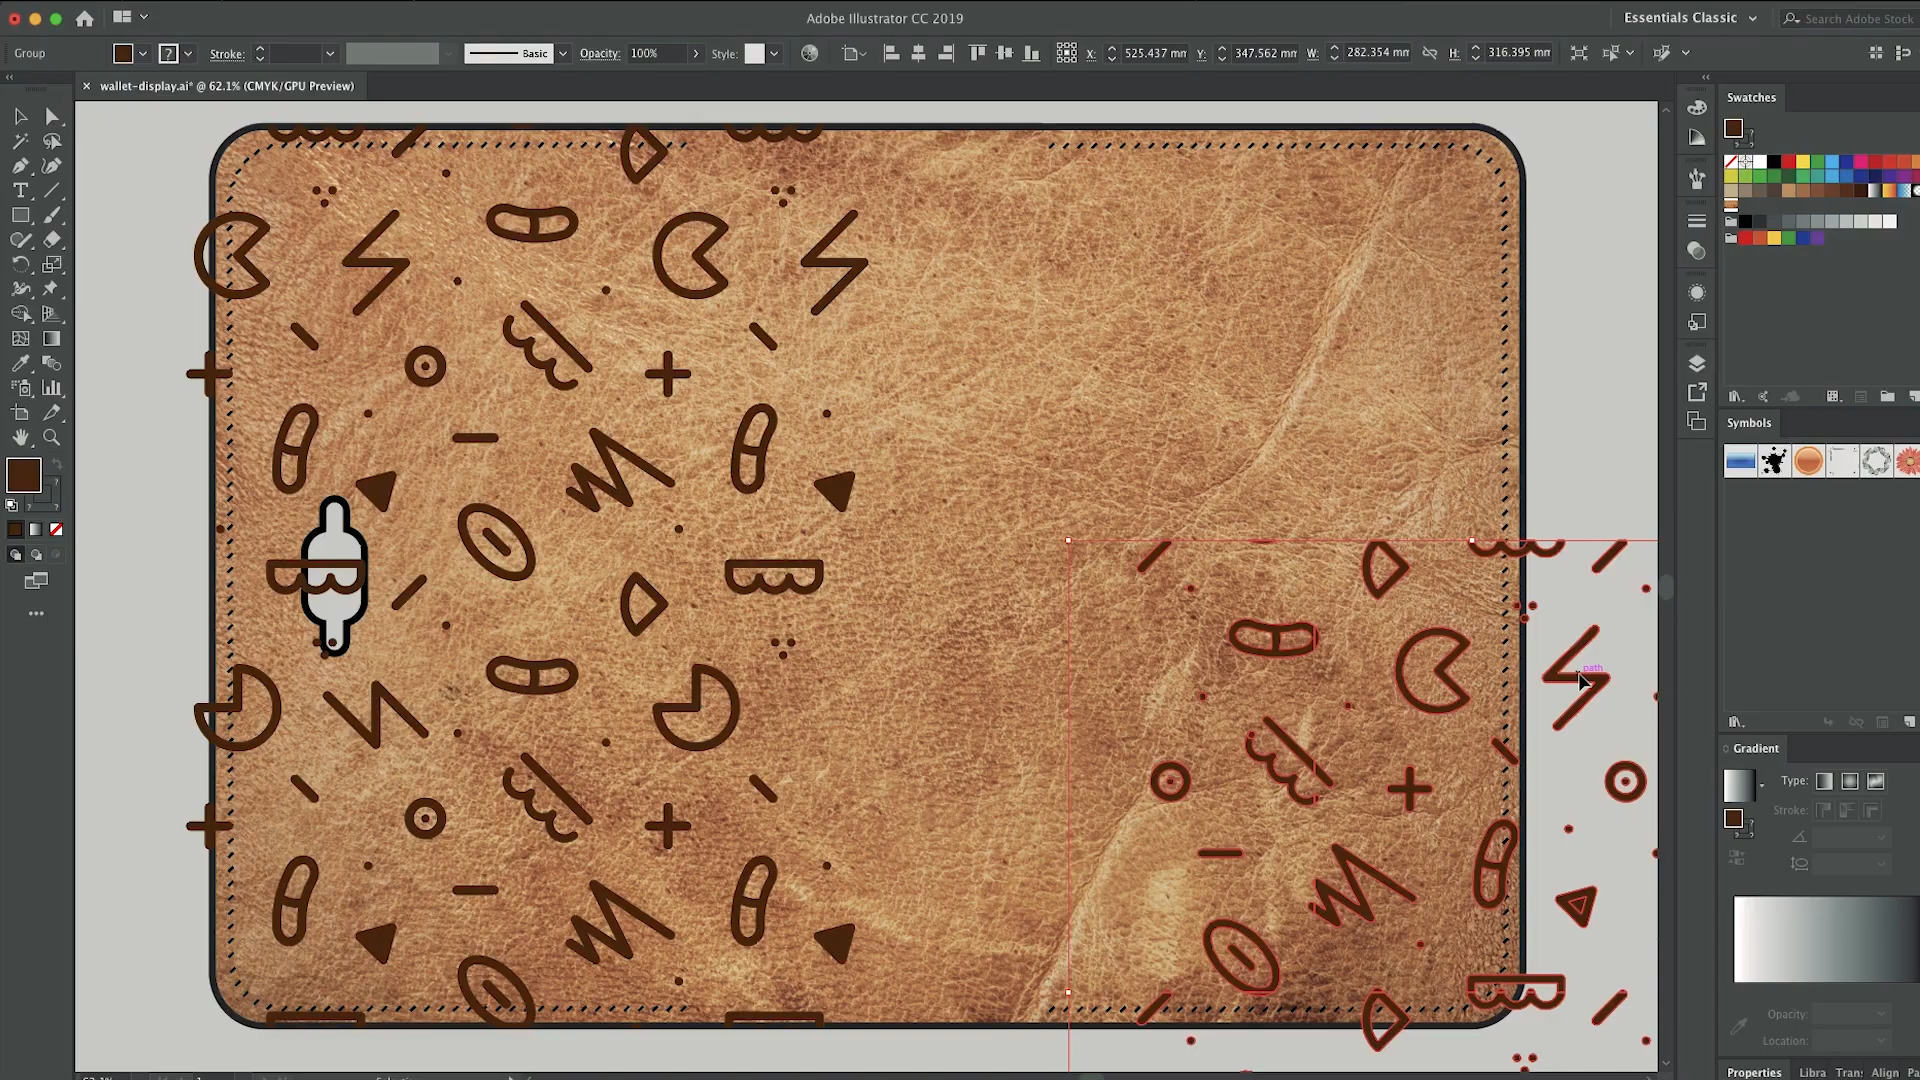 Adobe Illustrator CC 2019
Essentials Classic
Search Adobe Stock
Group
Stroke:
Basic
Opacity: 100%
Style:
X: 525.437 mm
Y: 347.562 mm
W: 282.354 mm
H: 316.395 mm
wallet-display.ai* @ 62.1% (CMYK/GPU Preview)
Swatches
Symbols
path
Gradient
Type:
Stroke:
Opacity:
Location:
Properties
Libra
Tran:
Align
Pa